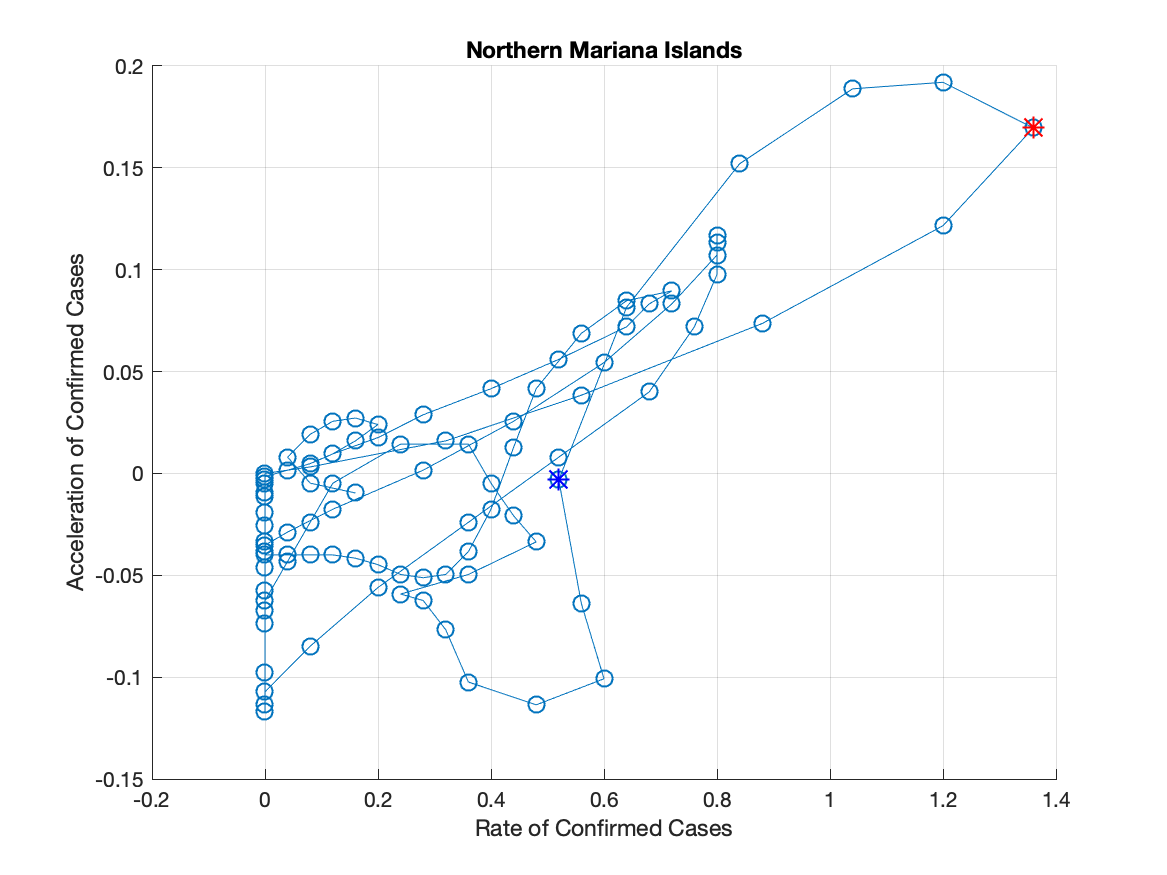 Northern Mariana Islands
0.2
0.15
0.1
0.05
0
-0.05
-0.1
-0.15
Acceleration of Confirmed Cases
-0.2 0 0.2 0.4 0.6 0.8 1 1.2 1.4
Rate of Confirmed Cases